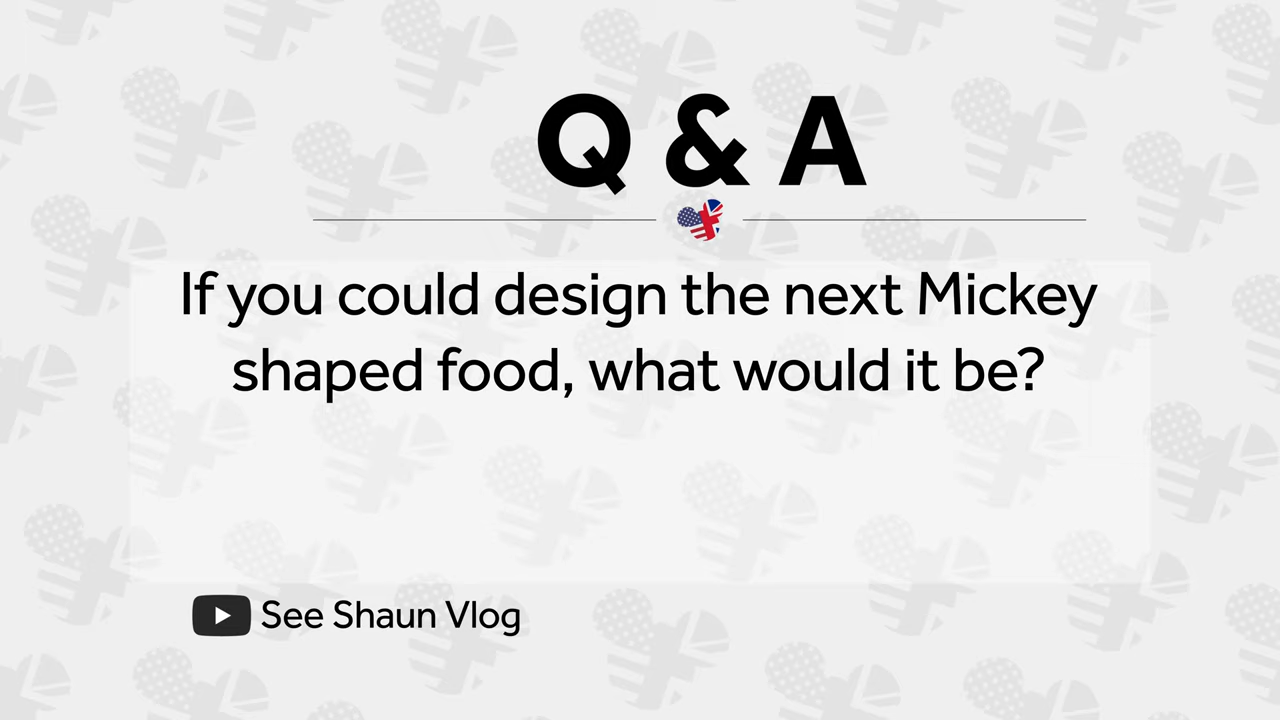 Q & A
If you could design the next Mickey
shaped food, what would it be?
See Shaun Vlog